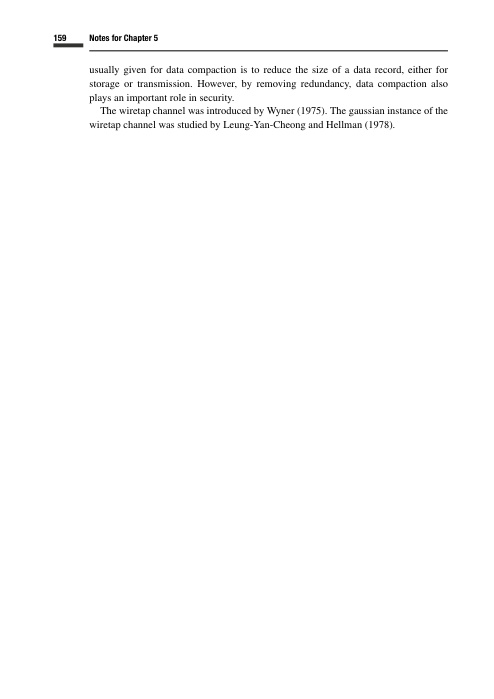 159 Notes for Chapter 5
usually given for data compaction is to reduce the size of a data record, either for
storage or transmission. However, by removing redundancy, data compaction also
plays an important role in security.
The wiretap channel was introduced by Wyner (1975). The gaussian instance of the
wiretap channel was studied by Leung-Yan-Cheong and Hellman (1978).